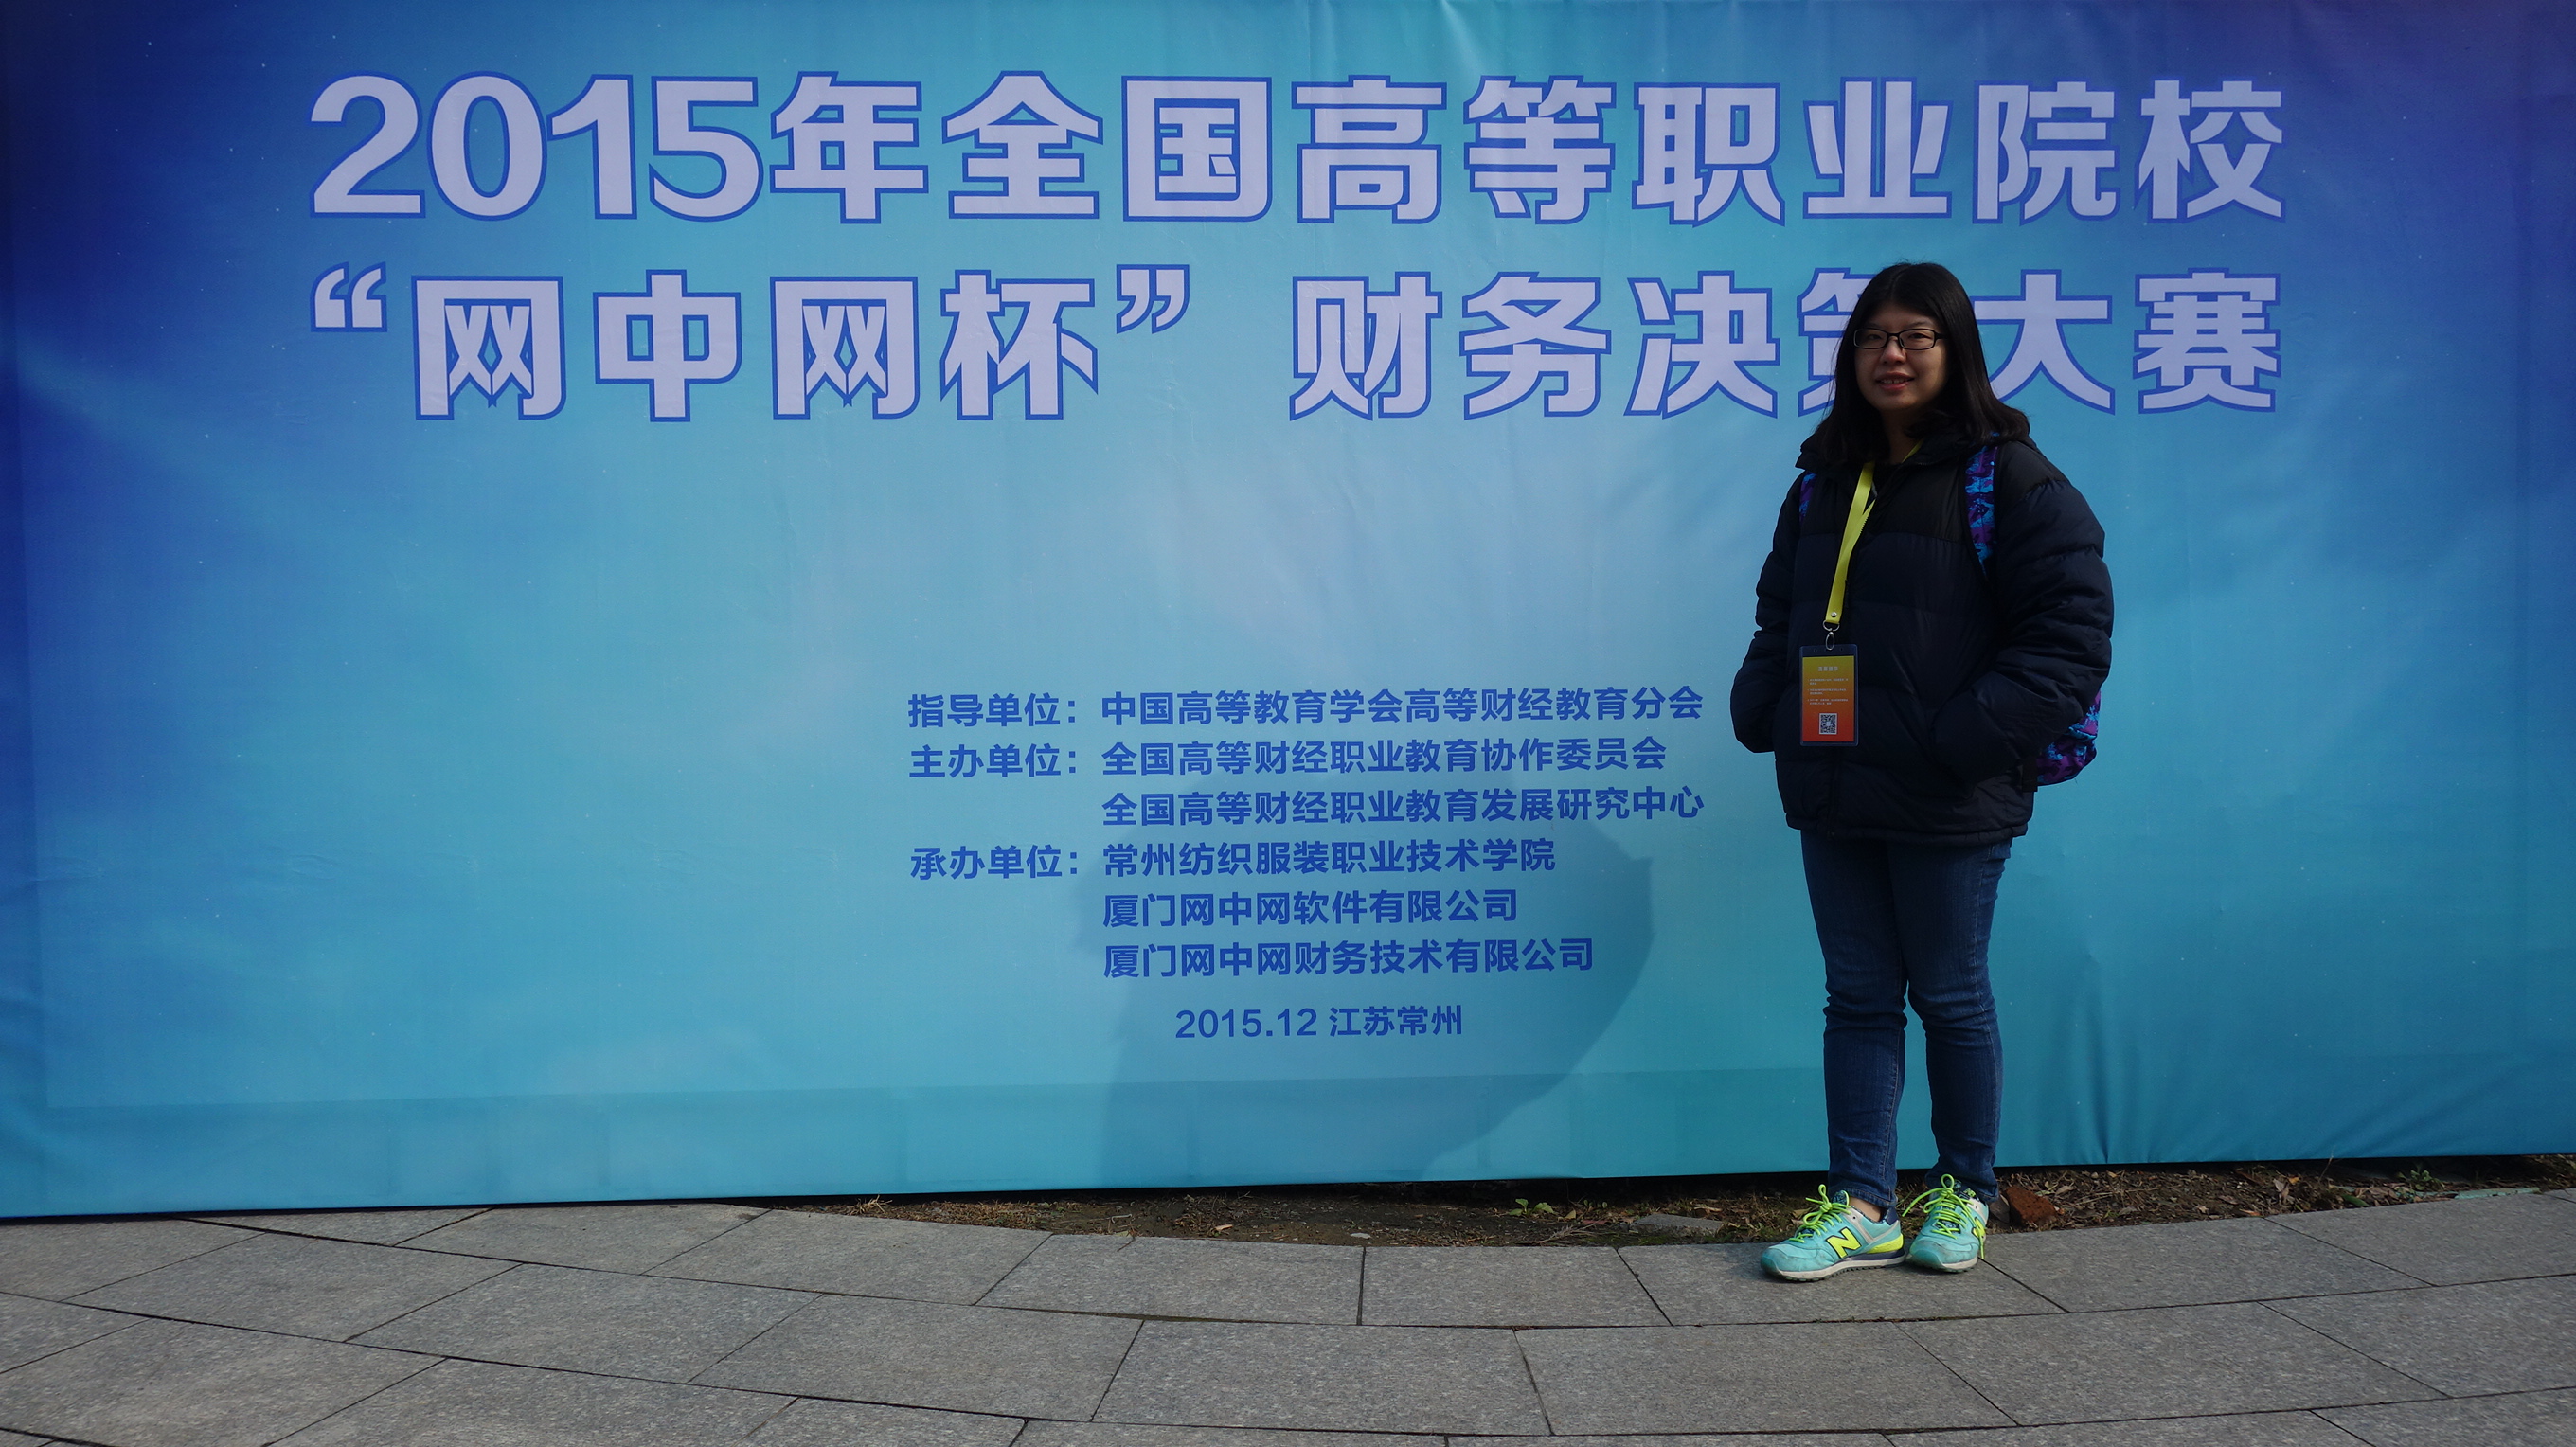 2015年全国高等职业院校
“网中网杯”财务决策大赛
指导单位：中国高等教育学会高等财经教育分会
主办单位：全国高等财经职业教育协作委员会
全国高等财经职业教育发展研究中心
承办单位：常州纺织服装职业技术学院
厦门网中网软件有限公司
厦门网中网财务技术有限公司
2015.12 江苏常州
N